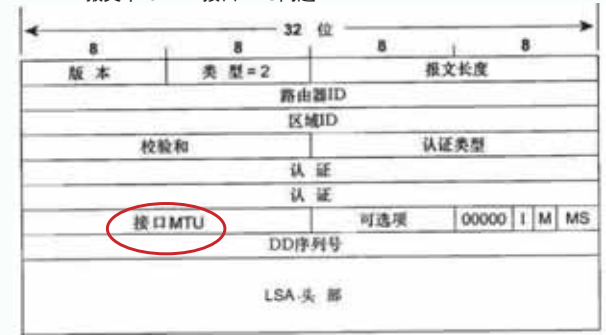 32 位
8 8 8 8
版 本 类 型=2 报文长度
路由器ID
区域ID
校验和 认证类型
认 证
认 证
接口MTU 可选项 00000 I M MS
DD序列号
LSA 头 部